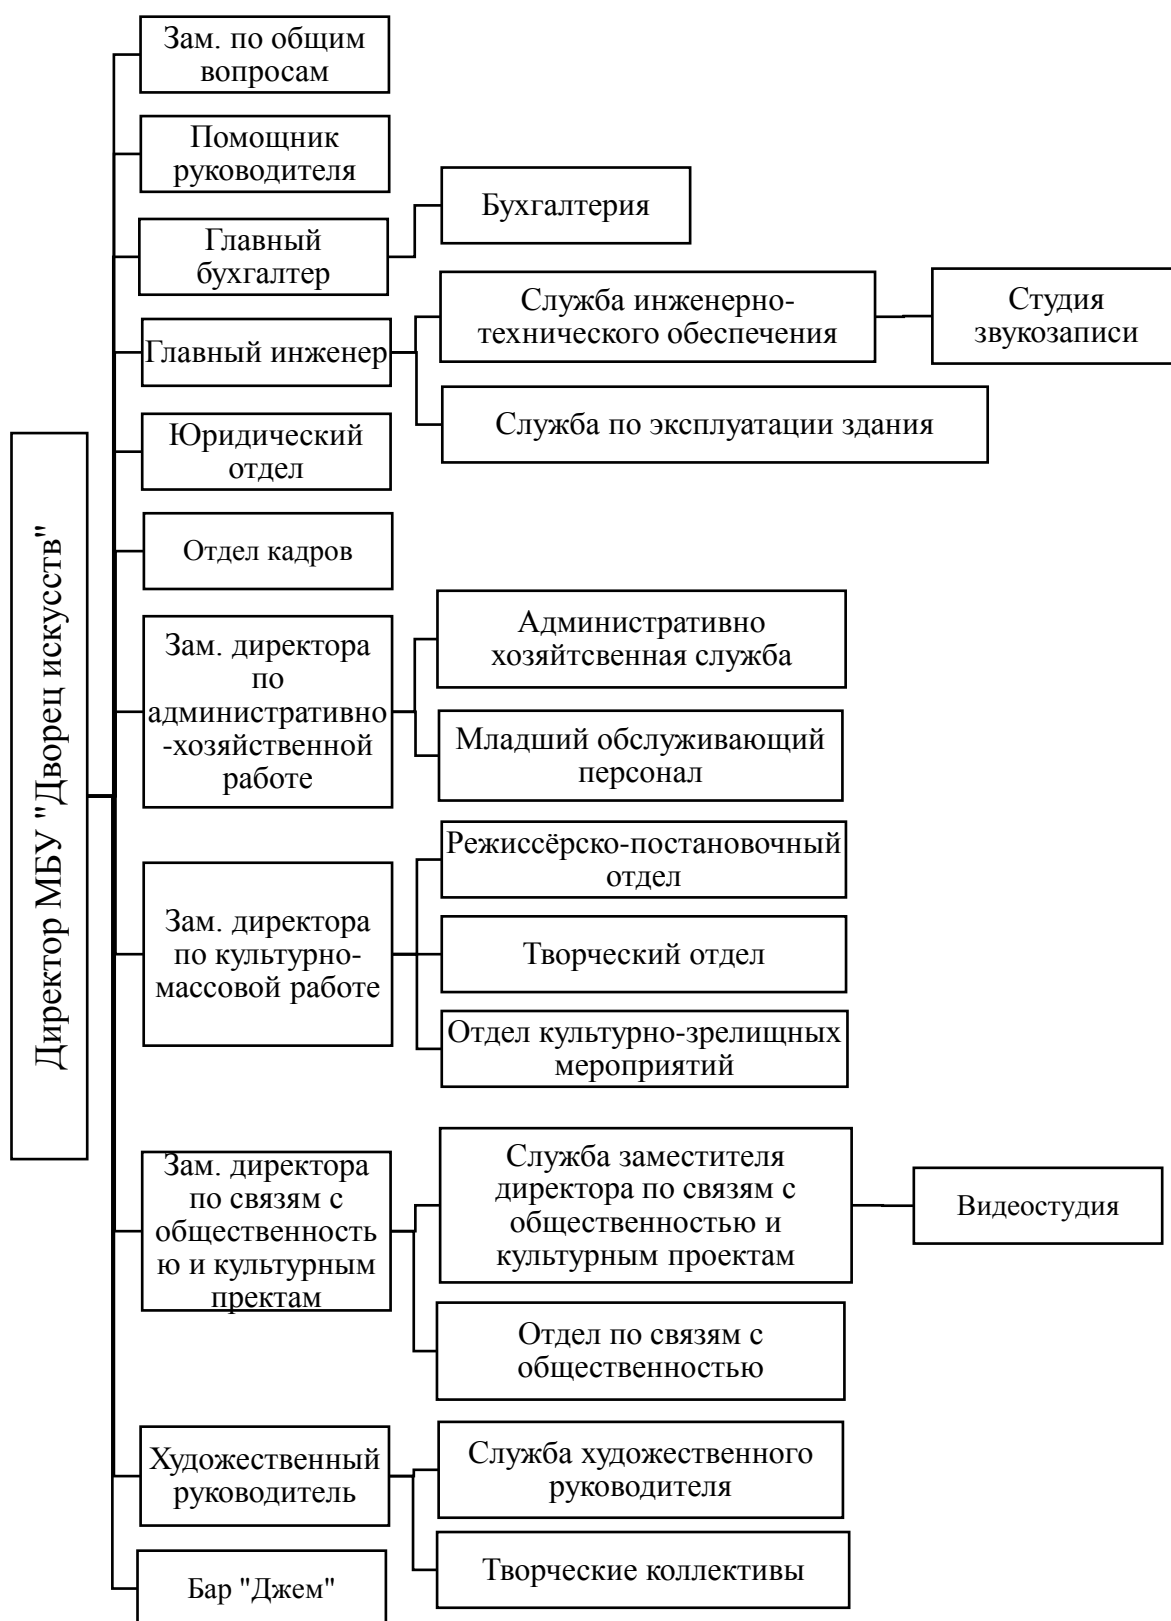 Директор МБУ "Дворец искусств"
Зам. по общим
вопросам
Помощник
руководителя
Главный
бухгалтер
Бухгалтерия
Главный инженер
Служба инженерно-
технического обеспечения
Студия
звукозаписи
Служба по эксплуатации здания
Юридический
отдел
Отдел кадров
Зам. директора
по
административно
-хозяйственной
работе
Административно
хозяйтсвенная служба
Младший обслуживающий
персонал
Зам. директора
по культурно-
массовой работе
Режиссёрско-постановочный
отдел
Творческий отдел
Отдел культурно-зрелищных
мероприятий
Зам. директора
по связям с
общественность
ю и культурным
пректам
Служба заместителя
директора по связям с
общественностью и
культурным проектам
Видеостудия
Отдел по связям с
общественностью
Художественный
руководитель
Служба художественного
руководителя
Творческие коллективы
Бар "Джем"